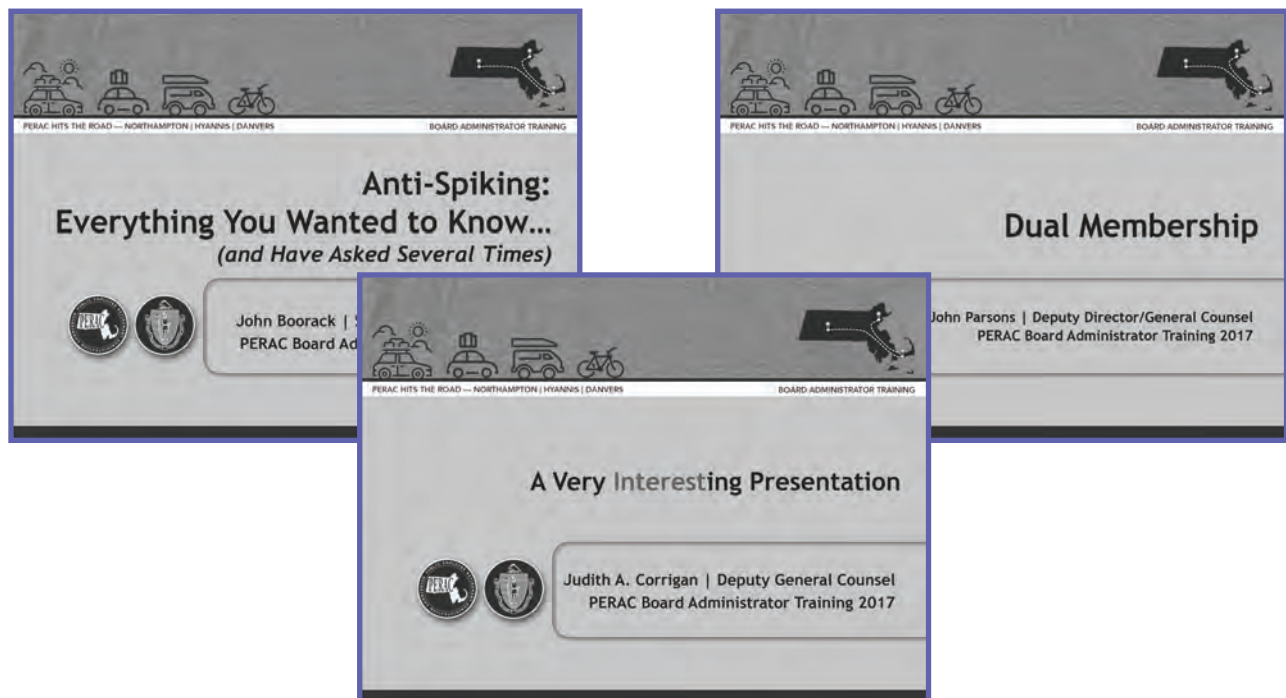 PERAC HITS THE ROAD — NORTHAMPTON | HYANNIS | DANVERS
BOARD ADMINISTRATOR TRAINING
Anti-Spiking:
Everything You Wanted to Know...
(and Have Asked Several Times)
PERAC
John Boorack |
PERAC Board
PERAC HITS THE ROAD — NORTHAMPTON | HYANNIS | DANVERS
BOARD ADMINISTRATOR TRAINING
Dual Membership
John Parsons | Deputy Director/General Counsel
PERAC Board Administrator Training 2017
PERAC HITS THE ROAD — NORTHAMPTON | HYANNIS | DANVERS
BOARD ADMINISTRATOR TRAINING
A Very Interesting Presentation
PERAC
Judith A. Corrigan | Deputy General Counsel
PERAC Board Administrator Training 2017